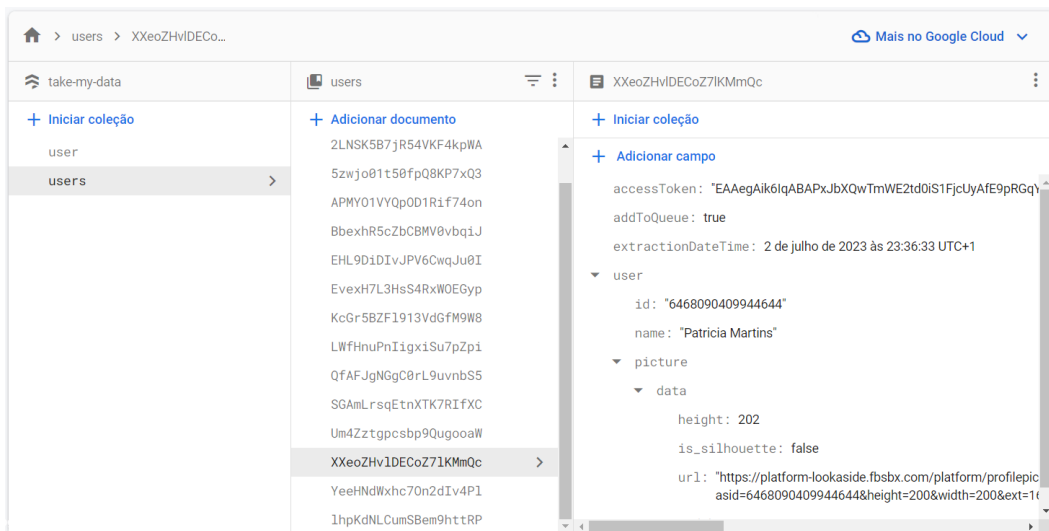 users > XXeoZHvlDECo...
Mais no Google Cloud
take-my-data
users
XXeoZHvlDECoZ7lKMmQc
+ Iniciar coleção
+ Adicionar documento
+ Iniciar coleção
user
users
2LNSK5B7jR54VKF4kpWA
5zwjo01t50fpQ8KP7xQ3
APMYO1VYQpOD1Rif74on
BbexhR5cZbCBMV0vbqiJ
EHL9DiDIvJPV6CwqJu0I
EvexH7L3HsS4RxWOEGyp
KcGr5BZFl913VdGfM9W8
LWfHnuPnIigxiSu7pZpi
QfAFJgNGgC0rL9uvnbS5
SGAmLrsqEtnXTK7RIfXC
Um4Zztgpcsbp9QugooaW
XXeoZHvlDECoZ7lKMmQc
YeeHNdWxhc7On2dIv4Pl
lhpKdNLCumSBem9httRP
+ Adicionar campo
accessToken: "EAAegAik6IqABAPxJbXQwTmWE2td0iS1FjcUyAfE9pRGqY
addToQueue: true
extractionDateTime: 2 de julho de 2023 às 23:36:33 UTC+1
user
id: "6468090409944644"
name: "Patricia Martins"
picture
data
height: 202
is_silhouette: false
url: "https://platform-lookaside.fbsbx.com/platform/profilepic
asid=6468090409944644&height=200&width=200&ext=16